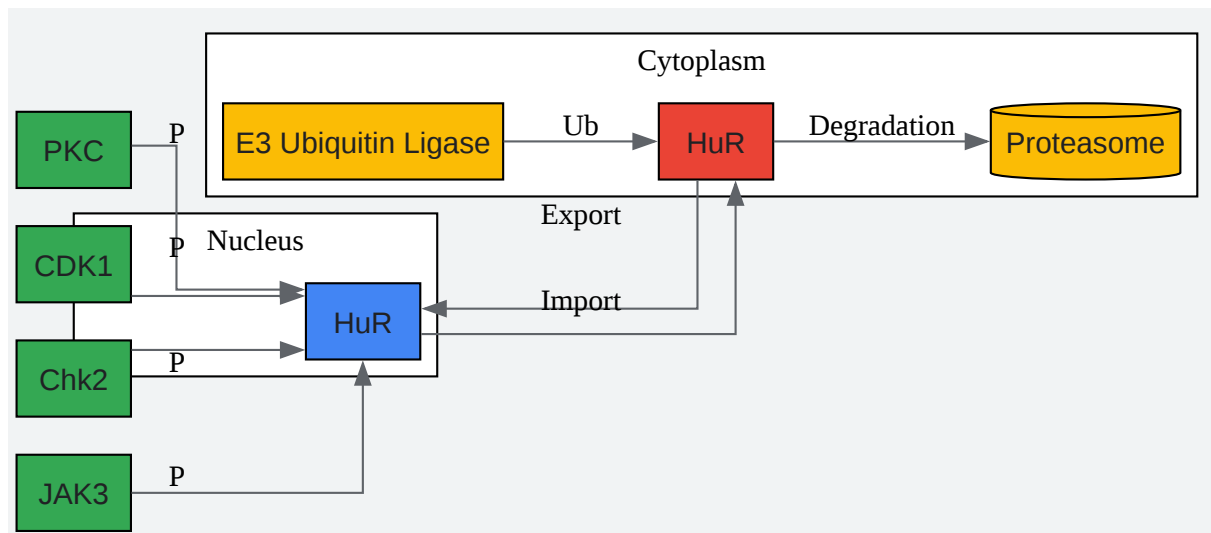 Cytoplasm
E3 Ubiquitin Ligase
Ub
HuR
Degradation
Proteasome
PKC
P
Export
CDK1
P
Nucleus
Import
HuR
Chk2
P
JAK3
P